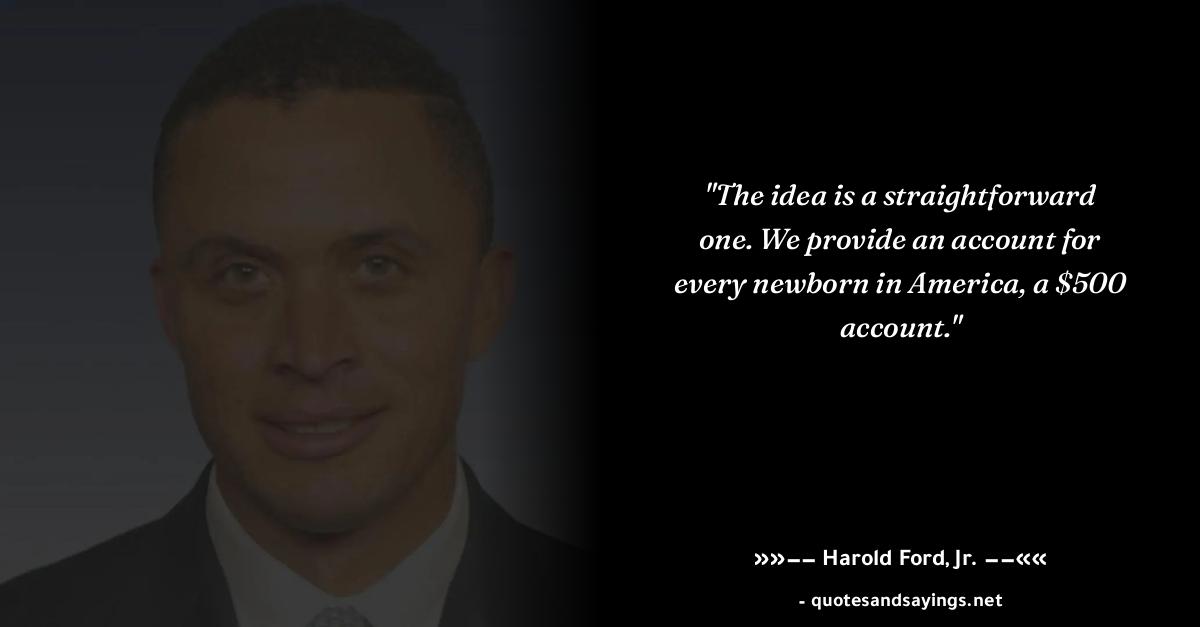 "The idea is a straightforward
one. We provide an account for
every newborn in America, a $500
account."
»»–– Harold Ford, Jr. ––««
- quotesandsayings.net